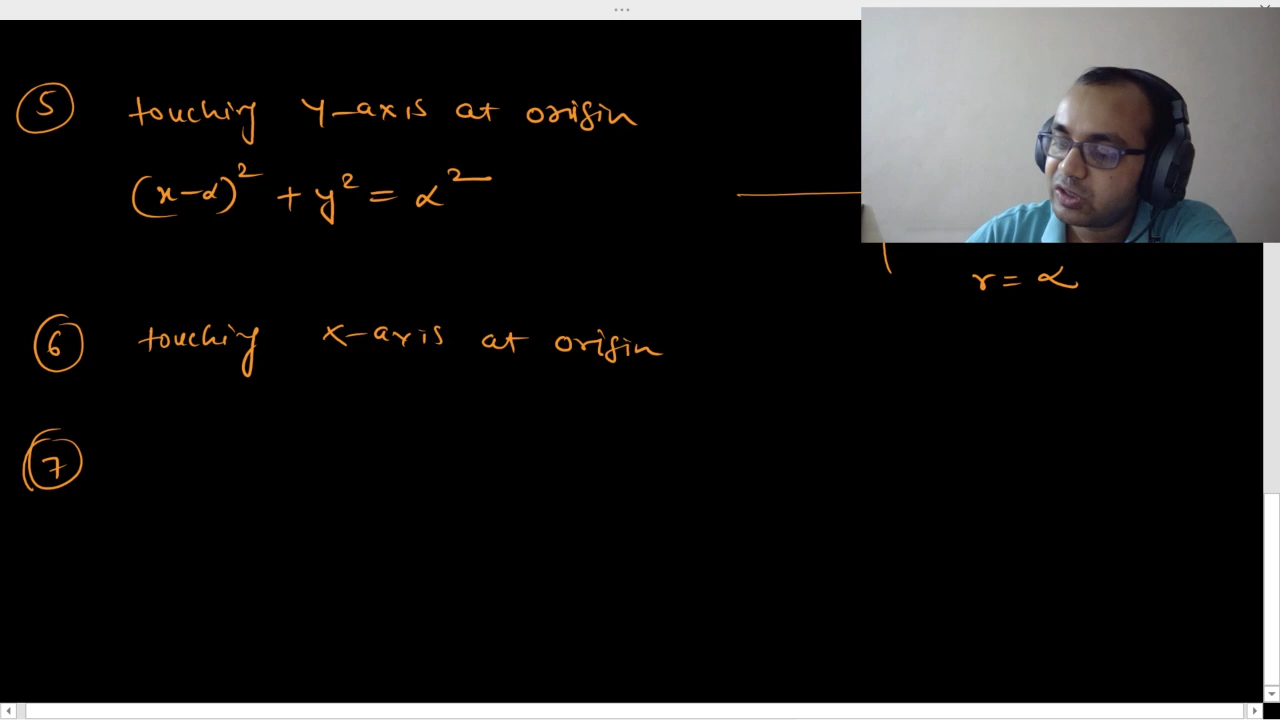 5 touching Y-axis at origin
(x-α)² + y² = α²
r = α
6 touching X-axis at origin
7